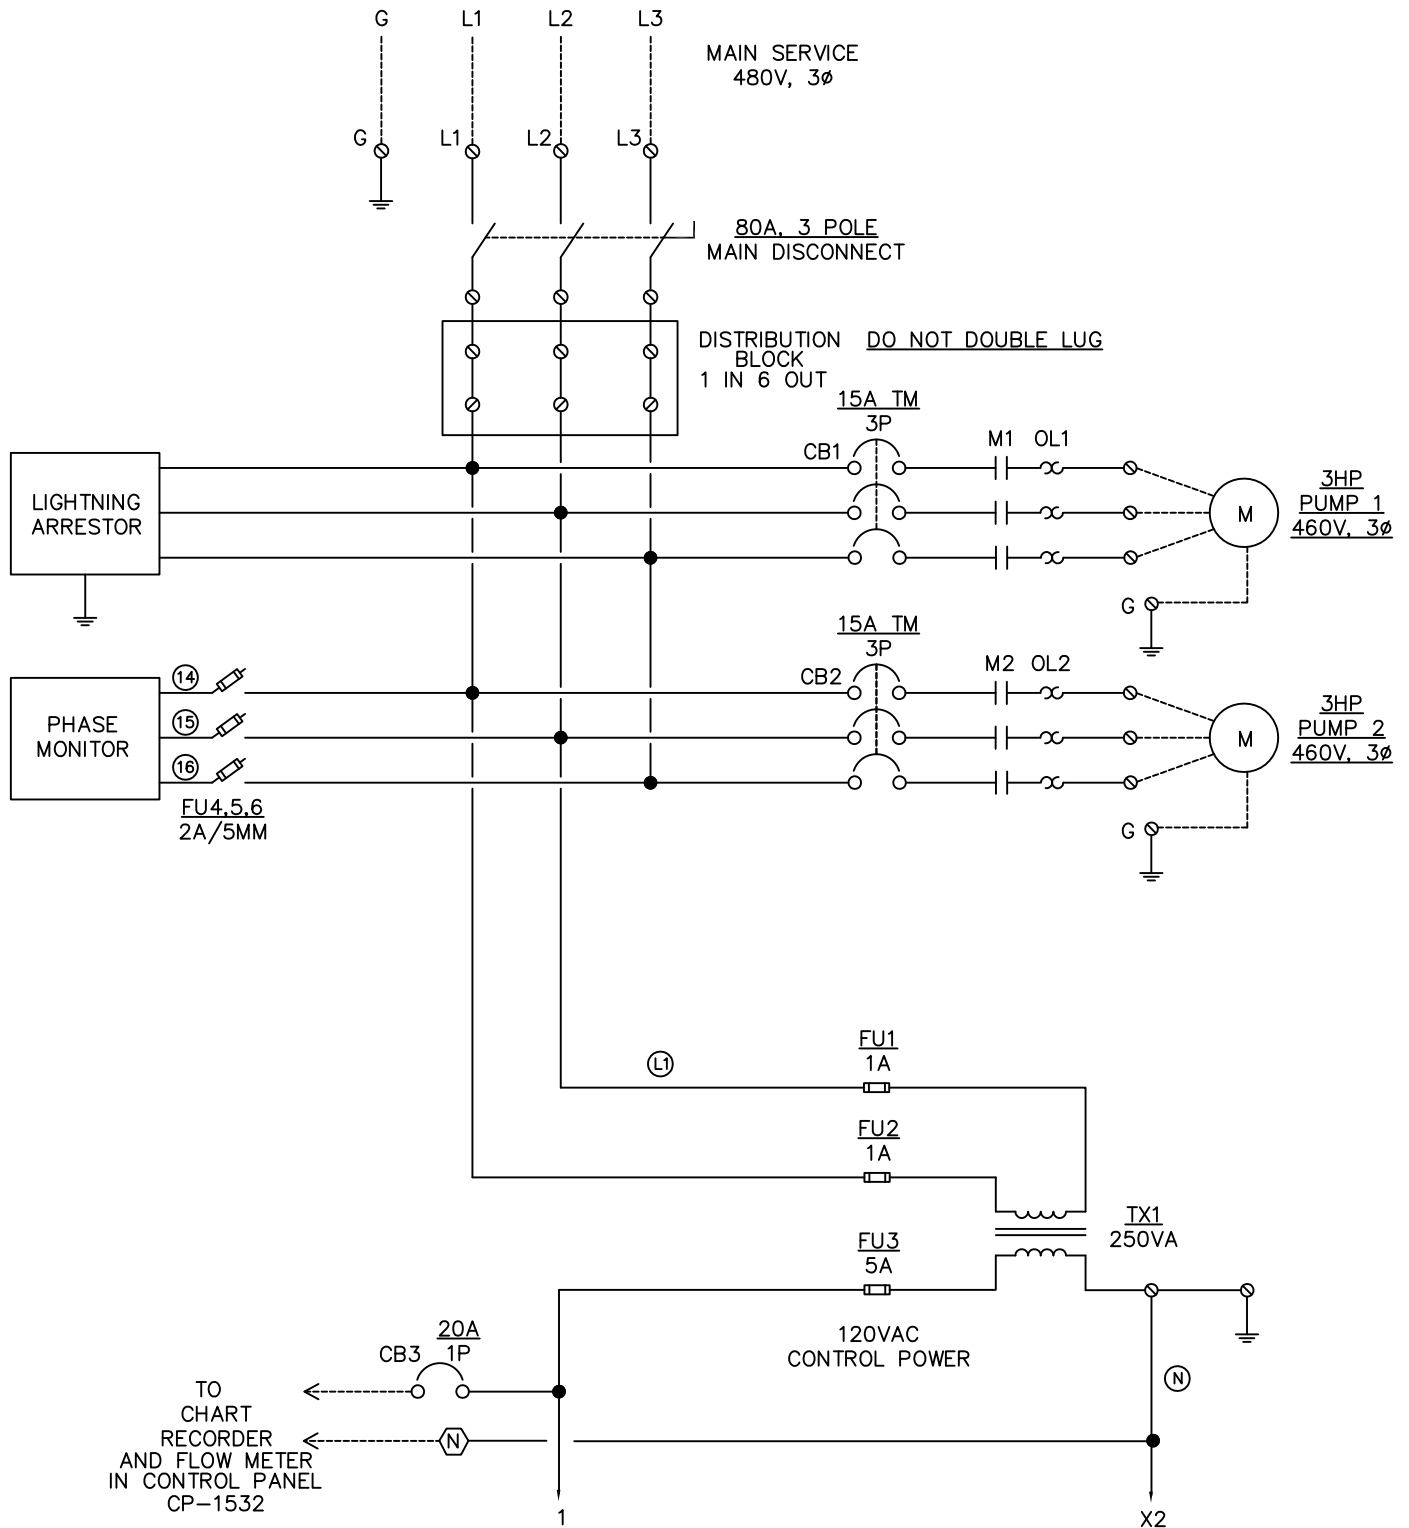 G L1 L2 L3
MAIN SERVICE
480V, 3ø
G L1 L2 L3
80A, 3 POLE
MAIN DISCONNECT
DISTRIBUTION
BLOCK
1 IN 6 OUT
DO NOT DOUBLE LUG
15A TM
3P
CB1
M1 OL1
LIGHTNING
ARRESTOR
3HP
PUMP 1
460V, 3ø
M
G
15A TM
3P
CB2
M2 OL2
14
15
16
PHASE
MONITOR
3HP
PUMP 2
460V, 3ø
M
FU4,5,6
2A/5MM
G
FU1
1A
L1
FU2
1A
TX1
250VA
FU3
5A
120VAC
CONTROL POWER
20A
1P
CB3
N
TO
CHART
RECORDER
AND FLOW METER
IN CONTROL PANEL
CP-1532
N
1
X2